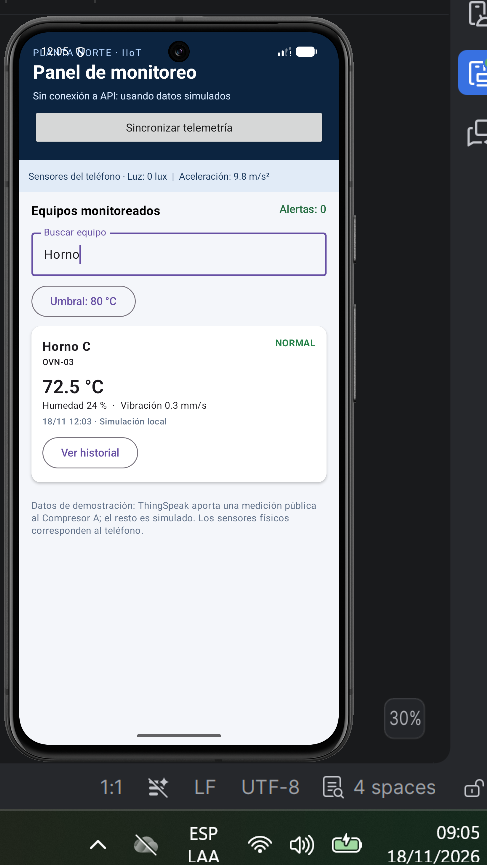 PLANTA NORTE · IIoT
12:05
Panel de monitoreo
Sin conexión a API: usando datos simulados
Sincronizar telemetría
Sensores del teléfono · Luz: 0 lux | Aceleración: 9.8 m/s²
Equipos monitoreados
Alertas: 0
Buscar equipo
Horno
Umbral: 80 °C
Horno C
NORMAL
OVN-03
72.5 °C
Humedad 24 % · Vibración 0.3 mm/s
18/11 12:03 · Simulación local
Ver historial
Datos de demostración: ThingSpeak aporta una medición pública
al Compresor A; el resto es simulado. Los sensores físicos
corresponden al teléfono.
30%
1:1 LF UTF-8 4 spaces
ESP
LAA
09:05
18/11/2026